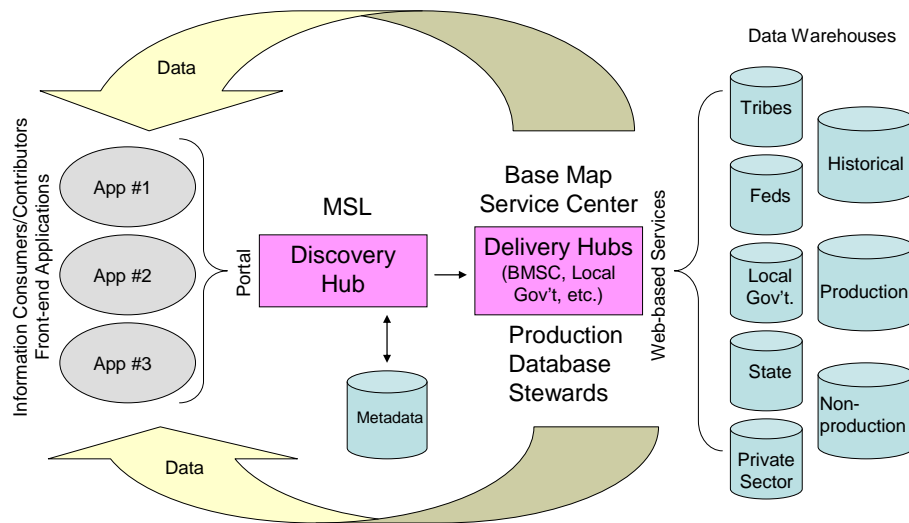 Data Warehouses
Data
Tribes
Historical
Feds
Local
Gov't.
Production
State
Non-
production
Private
Sector
Information Consumers/Contributors
Front-end Applications
App #1
App #2
App #3
Portal
MSL
Discovery
Hub
Metadata
Base Map
Service Center
Delivery Hubs
(BMSC, Local
Gov't, etc.)
Production
Database
Stewards
Web-based Services
Data